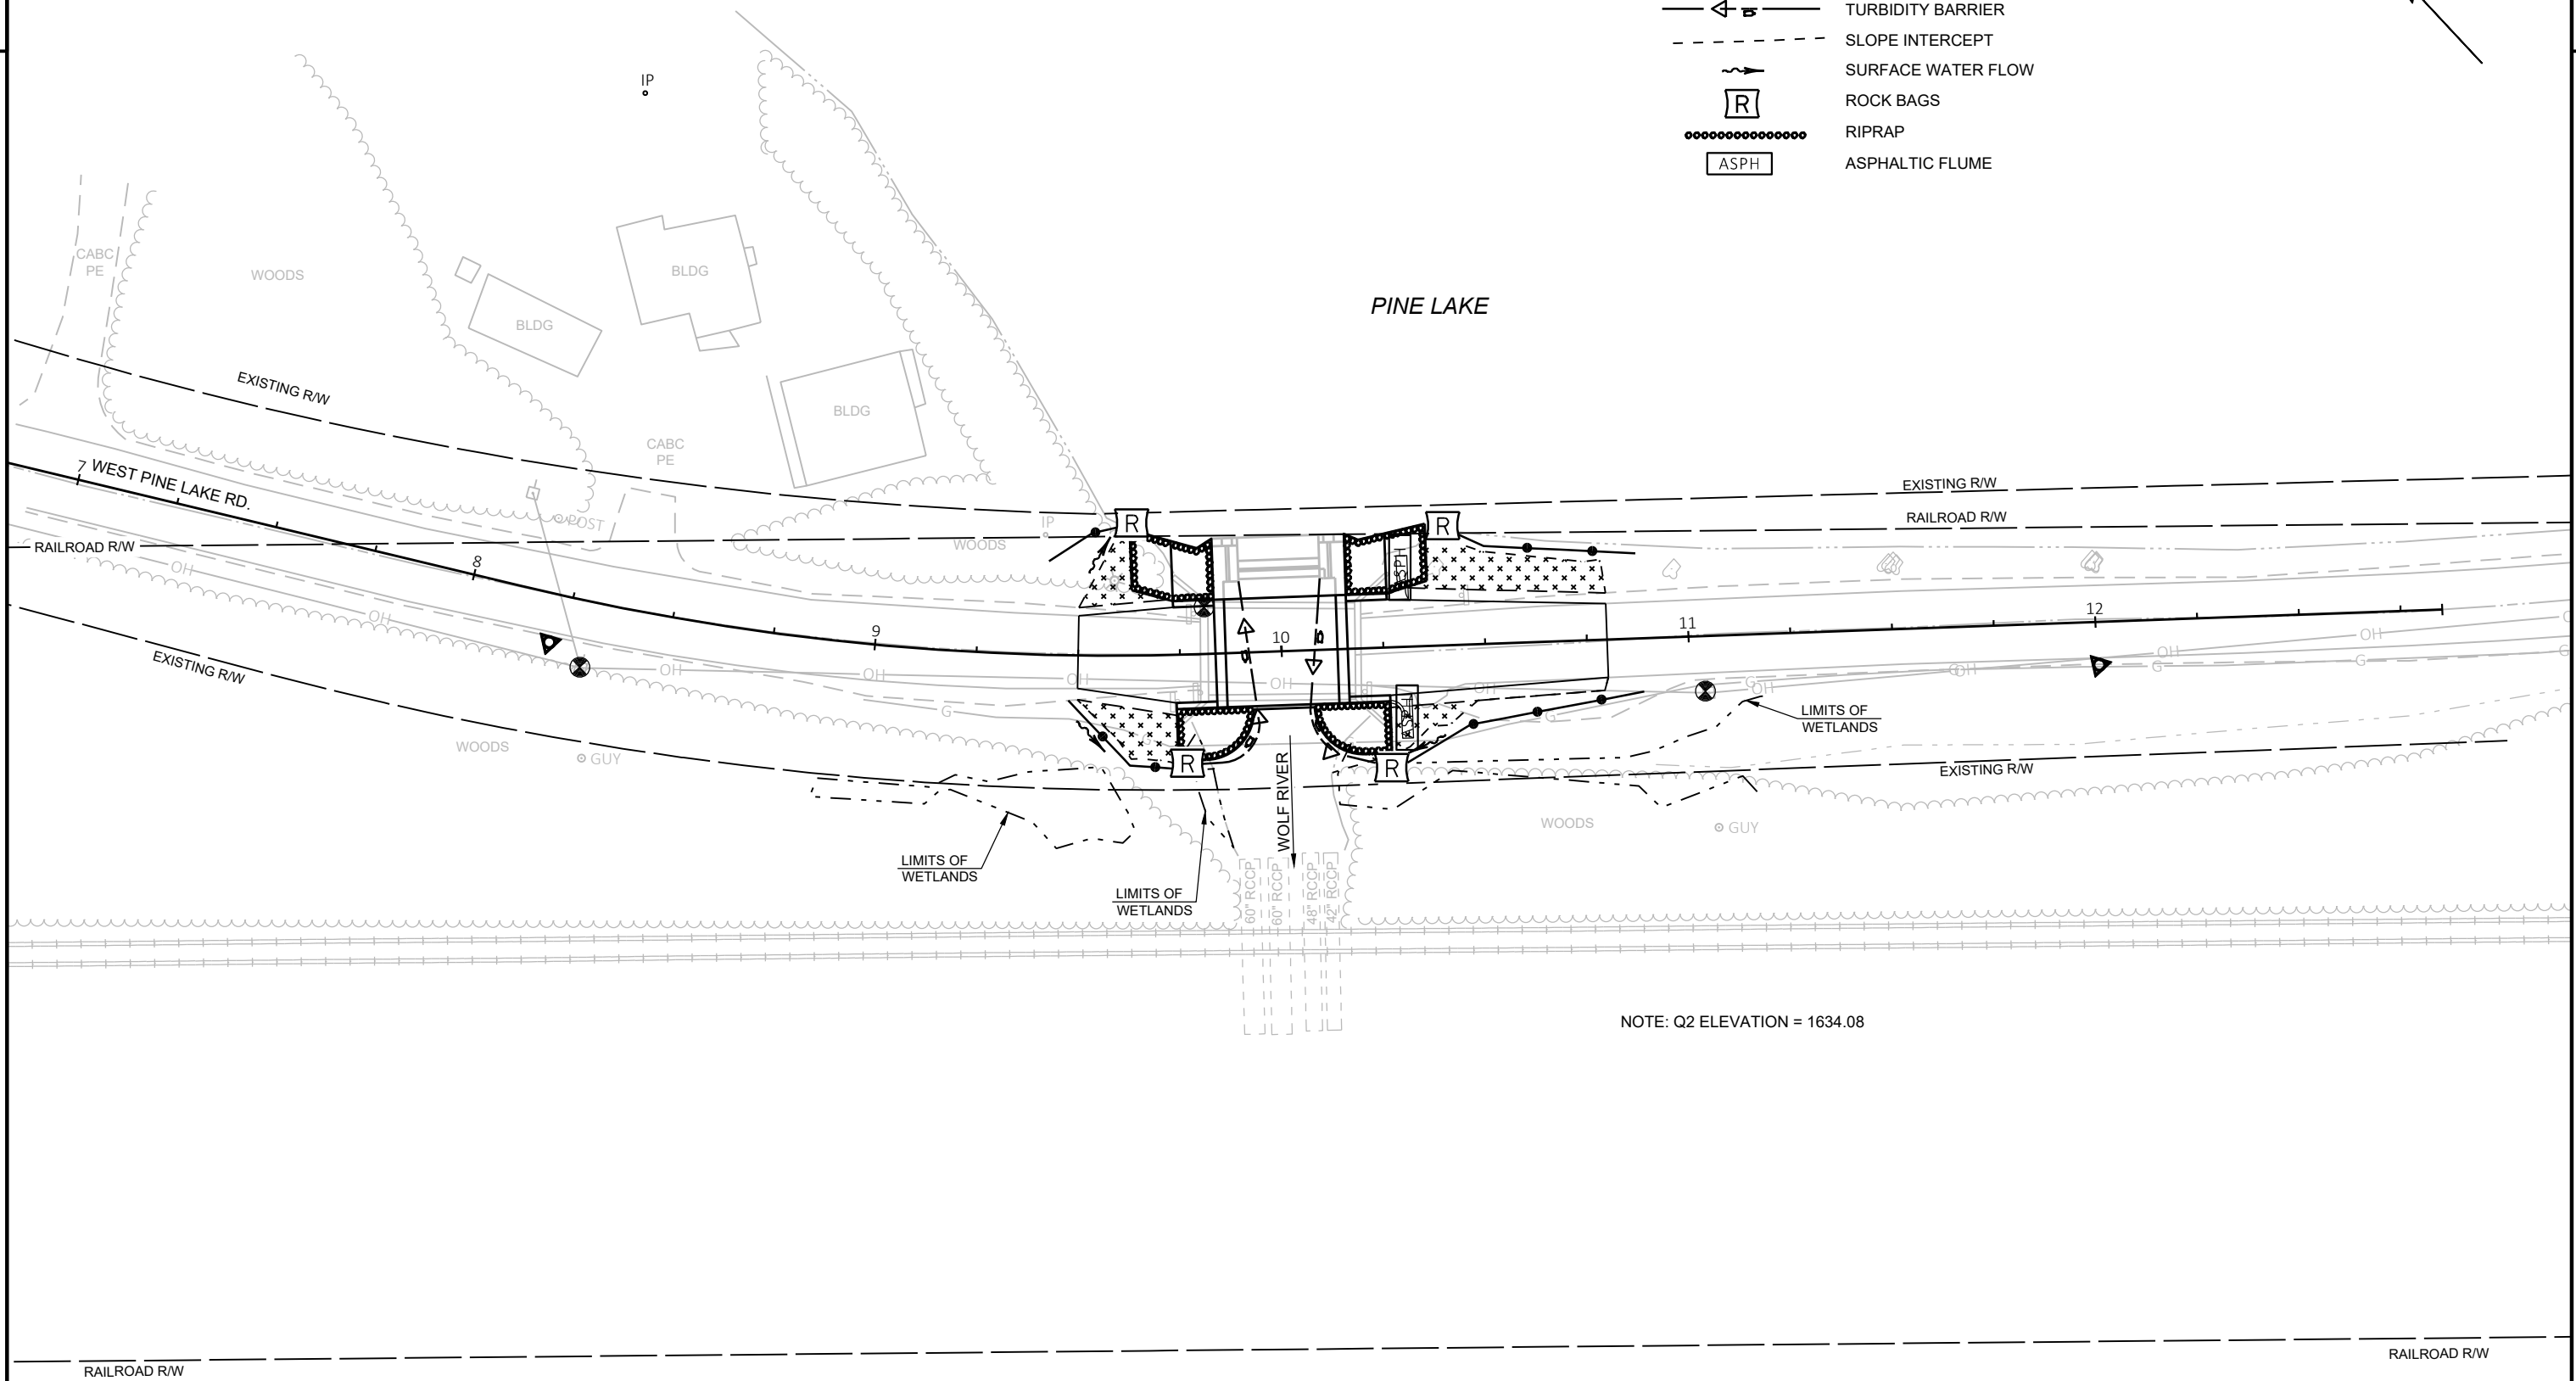 TURBIDITY BARRIER
SLOPE INTERCEPT
SURFACE WATER FLOW
R
ROCK BAGS
RIPRAP
ASPH
ASPHALTIC FLUME
IP
CABC
PE
WOODS
BLDG
BLDG
BLDG
PINE LAKE
EXISTING R/W
CABC
PE
7
WEST PINE LAKE RD.
POST
IP
WOODS
R
R
EXISTING R/W
RAILROAD R/W
RAILROAD R/W
OH
8
ASPH
OH
9
10
11
12
OH
EXISTING R/W
OH
OH
OH
OH
OH
OH
OH
OH
G
G
G
G
G
G
G
ASPH
LIMITS OF
WETLANDS
WOODS
GUY
R
R
EXISTING R/W
WOLF RIVER
WOODS
GUY
LIMITS OF
WETLANDS
LIMITS OF
WETLANDS
60" RCCP
60" RCCP
48" RCCP
42" RCCP
NOTE: Q2 ELEVATION = 1634.08
RAILROAD R/W
RAILROAD R/W